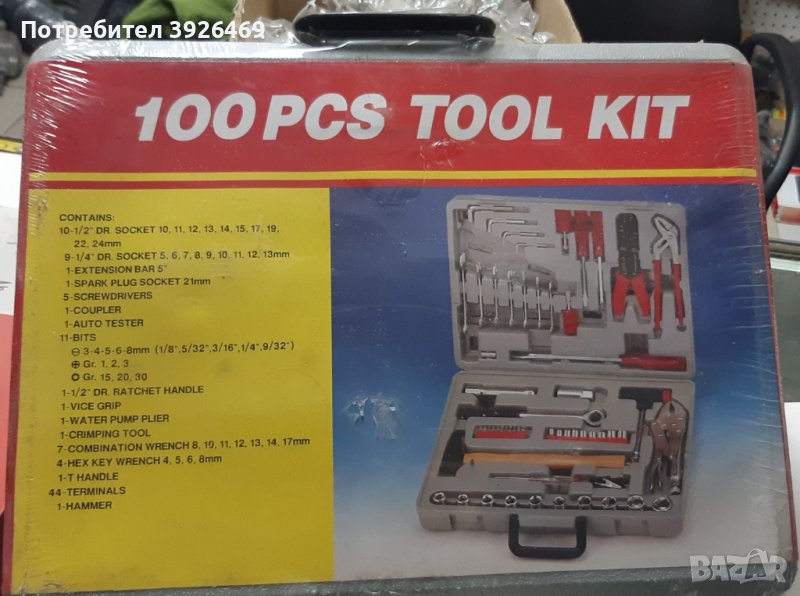 Потребител 3926469
100 PCS TOOL KIT
CONTAINS:
10-1/2" DR. SOCKET 10, 11, 12, 13, 14, 15, 17, 19,
22, 24mm
9-1/4" DR. SOCKET 5, 6, 7, 8, 9, 10, 11, 12, 13mm
1-EXTENSION BAR 5"
1-SPARK PLUG SOCKET 21mm
5-SCREWDRIVERS
1-COUPLER
1-AUTO TESTER
11-BITS
⊖ 3-4-5-6-8mm (1/8",5/32",3/16",1/4",9/32")
⊕ Gr. 1, 2, 3
✪ Gr. 15, 20, 30
1-1/2" DR. RATCHET HANDLE
1-VICE GRIP
1-WATER PUMP PLIER
1-CRIMPING TOOL
7-COMBINATION WRENCH 8, 10, 11, 12, 13, 14, 17mm
4-HEX KEY WRENCH 4, 5, 6, 8mm
1-T HANDLE
44-TERMINALS
1-HAMMER
BAZAR